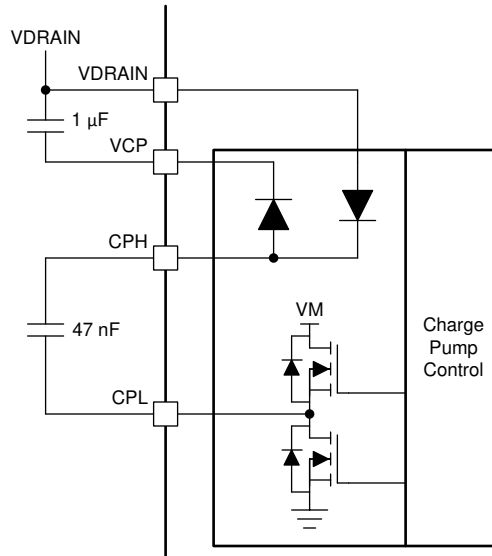 VDRAIN
VDRAIN
1 µF
VCP
CPH
47 nF
VM
Charge
Pump
Control
CPL